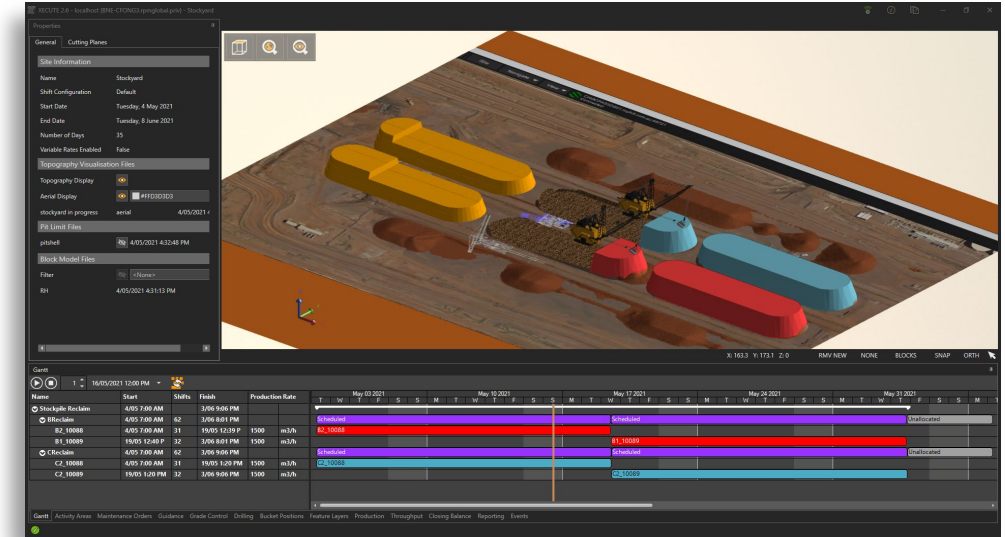 XECUTE 2.6 - localhost (BNE-CFONG3.rpmglobal.priv) - Stockyard
Properties
General Cutting Planes
Site Information
Name Stockyard
Shift Configuration Default
Start Date Tuesday, 4 May 2021
End Date Tuesday, 8 June 2021
Number of Days 35
Variable Rates Enabled False
Topography Visualisation Files
Topography Display
Aerial Display #FFD3D3D3
stockyard in progress aerial 4/05/2021 4
Pit Limit Files
pitshell 4/05/2021 4:32:48 PM
Block Model Files
Filter <None>
RH 4/05/2021 4:31:13 PM
X: 163.3 Y: 173.1 Z: 0 RMV NEW NONE BLOCKS SNAP ORTH
Gantt
1 16/05/2021 12:00 PM
Name Start Shifts Finish Production Rate May 03 2021 May 10 2021 May 17 2021 May 24 2021 May 31 2021
T W T F S S M T W T F S S M T W T F S S M T W T F S S M T W T F S S M
Stockpile Reclaim 4/05 7:00 AM 3/06 9:06 PM
BReclaim 4/05 7:00 AM 62 3/06 8:01 PM Scheduled Scheduled Unallocated
B2_10088 4/05 7:00 AM 31 19/05 12:39 P 1500 m3/h B2_10088
B1_10089 19/05 12:40 P 32 3/06 8:01 PM 1500 m3/h B1_10089
CReclaim 4/05 7:00 AM 62 3/06 9:06 PM Scheduled Scheduled Unallocated
C2_10088 4/05 7:00 AM 31 19/05 1:20 PM 1500 m3/h C2_10088
C2_10089 19/05 1:20 PM 32 3/06 9:06 PM 1500 m3/h C2_10089
Gantt Activity Areas Maintenance Orders Guidance Grade Control Drilling Bucket Positions Feature Layers Production Throughput Closing Balance Reporting Events